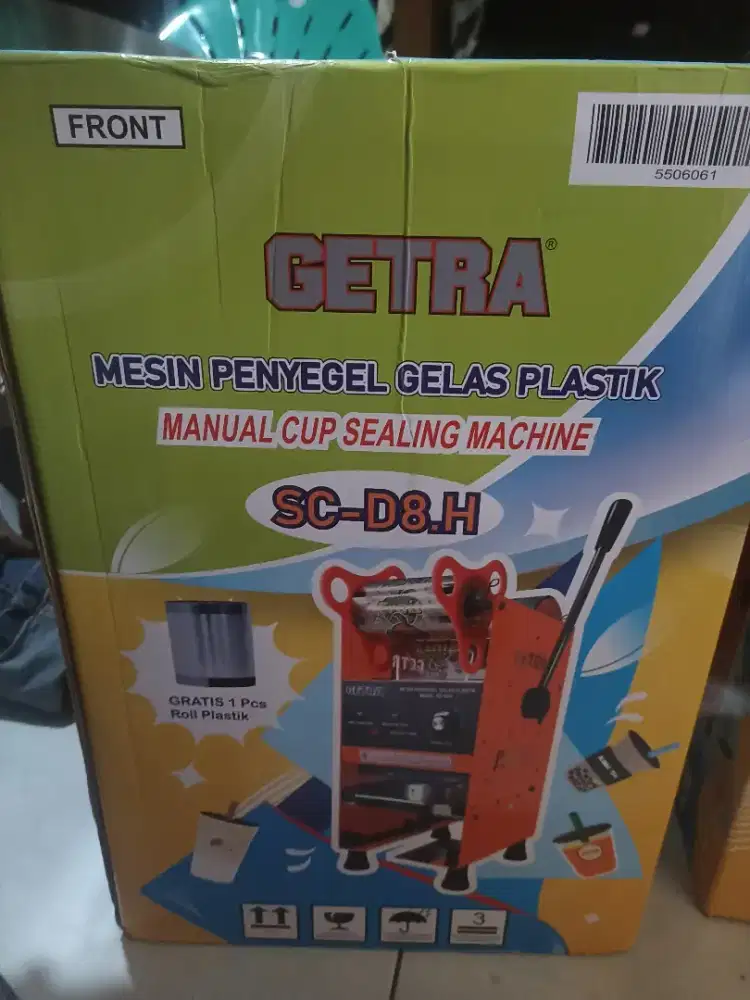 FRONT
5506061
GETRA®
MESIN PENYEGEL GELAS PLASTIK
MANUAL CUP SEALING MACHINE
SC-D8.H
GRATIS 1 Pcs
Roll Plastik
GETRA
3